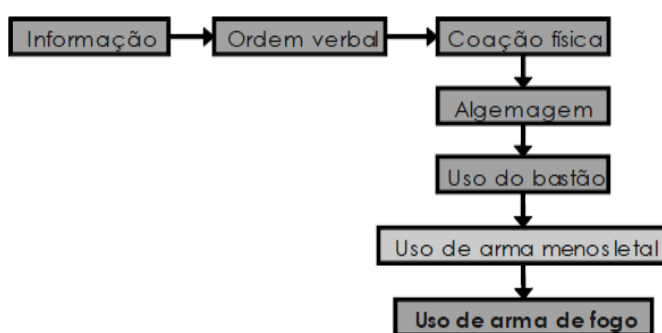 Informação
Ordem verbal
Coação física
Algemagem
Uso do bastão
Uso de arma menos letal
Uso de arma de fogo